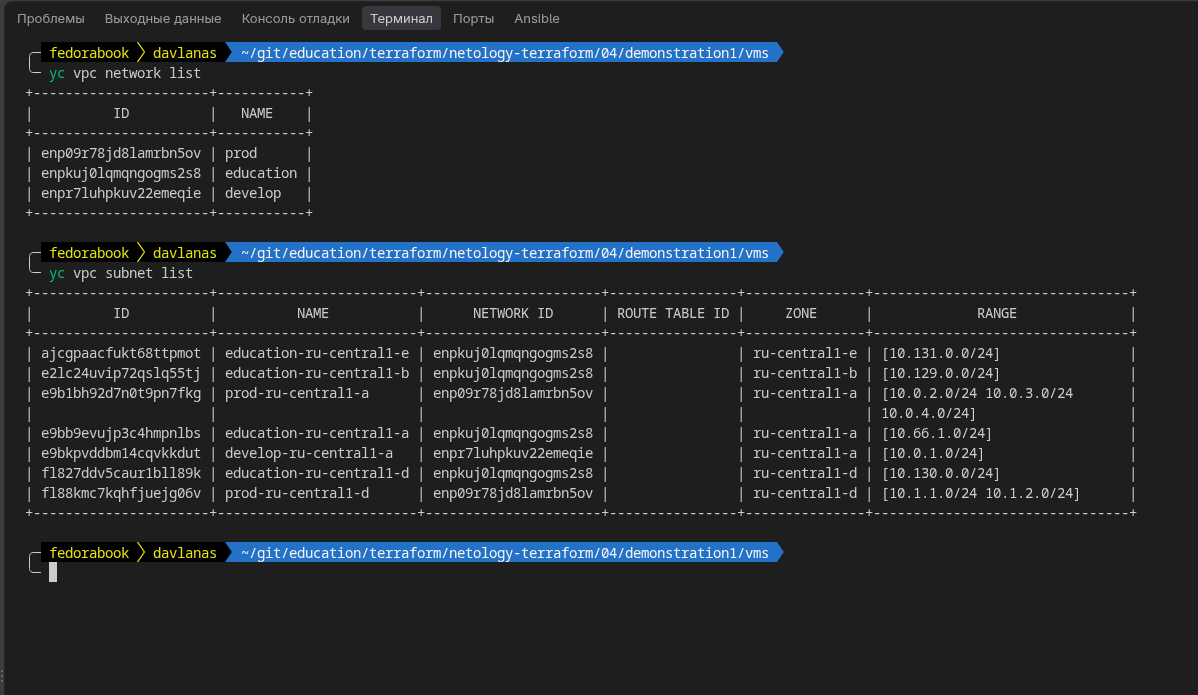 Проблемы Выходные данные Консоль отладки Терминал Порты Ansible
fedorabook davlanas ~/git/education/terraform/netology-terraform/04/demonstration1/vms
yc vpc network list
+----------------------+-----------+
|          ID          |   NAME    |
+----------------------+-----------+
| enp09r78jd8lamrbn5ov | prod      |
| enpkuj0lqmqngogms2s8 | education |
| enpr7luhpkuv22emeqie | develop   |
+----------------------+-----------+
fedorabook davlanas ~/git/education/terraform/netology-terraform/04/demonstration1/vms
yc vpc subnet list
+----------------------+-------------------------+----------------------+----------------+---------------+--------------------------------+
|          ID          |          NAME           |      NETWORK ID      | ROUTE TABLE ID |     ZONE      |             RANGE              |
+----------------------+-------------------------+----------------------+----------------+---------------+--------------------------------+
| ajcgpaacfukt68ttpmot | education-ru-central1-e | enpkuj0lqmqngogms2s8 |                | ru-central1-e | [10.131.0.0/24]                |
| e2lc24uvip72qslq55tj | education-ru-central1-b | enpkuj0lqmqngogms2s8 |                | ru-central1-b | [10.129.0.0/24]                |
| e9b1bh92d7n0t9pn7fkg | prod-ru-central1-a      | enp09r78jd8lamrbn5ov |                | ru-central1-a | [10.0.2.0/24 10.0.3.0/24       |
|                      |                         |                      |                |               | 10.0.4.0/24]                   |
| e9bb9evujp3c4hmpnlbs | education-ru-central1-a | enpkuj0lqmqngogms2s8 |                | ru-central1-a | [10.66.1.0/24]                 |
| e9bkpvddbm14cqvkkdut | develop-ru-central1-a   | enpr7luhpkuv22emeqie |                | ru-central1-a | [10.0.1.0/24]                  |
| fl827ddv5caur1bll89k | education-ru-central1-d | enpkuj0lqmqngogms2s8 |                | ru-central1-d | [10.130.0.0/24]                |
| fl88kmc7kqhfjuejg06v | prod-ru-central1-d      | enp09r78jd8lamrbn5ov |                | ru-central1-d | [10.1.1.0/24 10.1.2.0/24]      |
+----------------------+-------------------------+----------------------+----------------+---------------+--------------------------------+
fedorabook davlanas ~/git/education/terraform/netology-terraform/04/demonstration1/vms